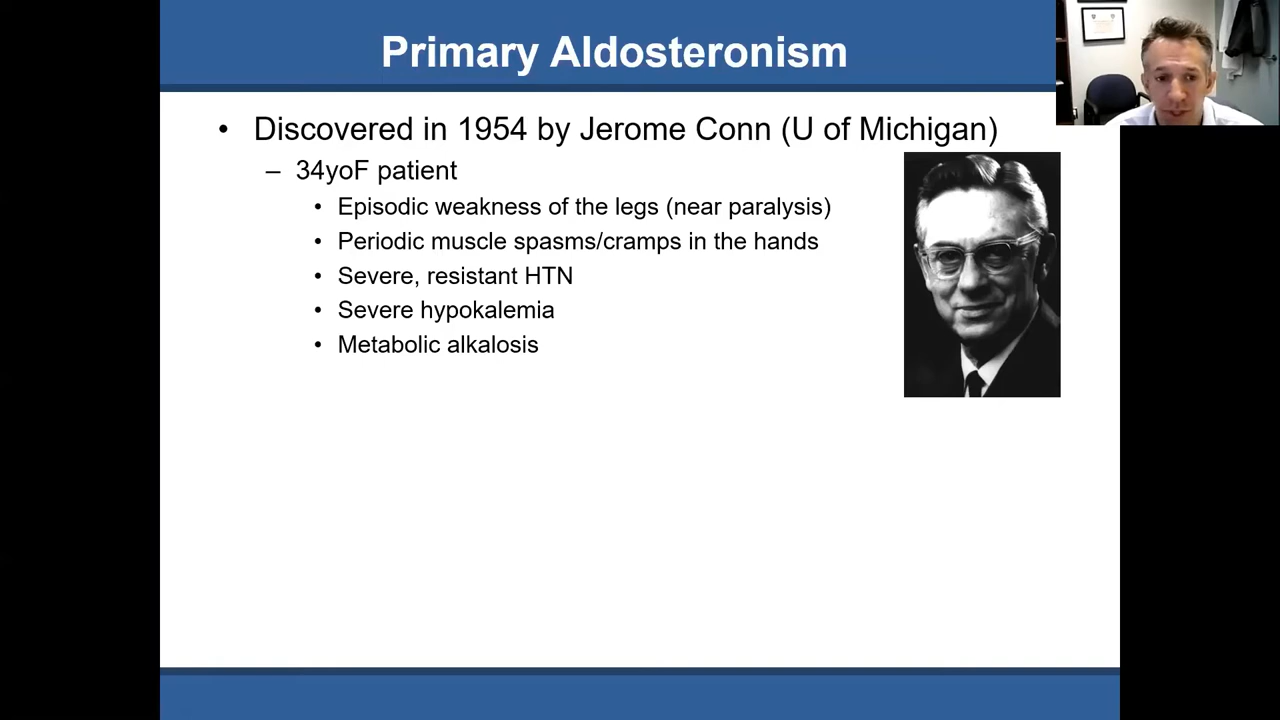 Primary Aldosteronism
• Discovered in 1954 by Jerome Conn (U of Michigan)
– 34yoF patient
• Episodic weakness of the legs (near paralysis)
• Periodic muscle spasms/cramps in the hands
• Severe, resistant HTN
• Severe hypokalemia
• Metabolic alkalosis